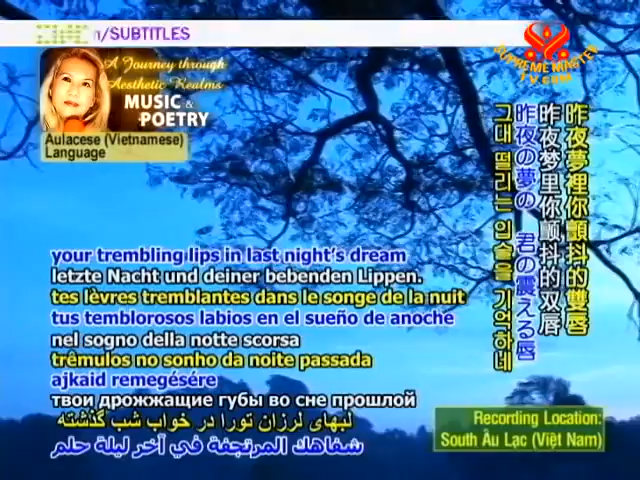 n/SUBTITLES
SUPREME MASTER
TV.COM
A Journey through
Aesthetic Realms
MUSIC &
POETRY
Aulacese (Vietnamese)
Language
昨夜夢裡你顫抖的雙唇
昨夜梦里你颤抖的双唇
昨夜の夢の 君の震える唇
그대 떨리는 입술을 기억하네
your trembling lips in last night's dream
letzte Nacht und deiner bebenden Lippen.
tes lèvres tremblantes dans le songe de la nuit
tus temblorosos labios en el sueño de anoche
nel sogno della notte scorsa
trêmulos no sonho da noite passada
ajkaid remegésére
твои дрожжащие губы во сне прошлой
لبهای لرزان تورا در خواب شب گذشته
شفاهك المرتجفة في آخر ليلة حلم
Recording Location:
South Âu Lạc (Việt Nam)